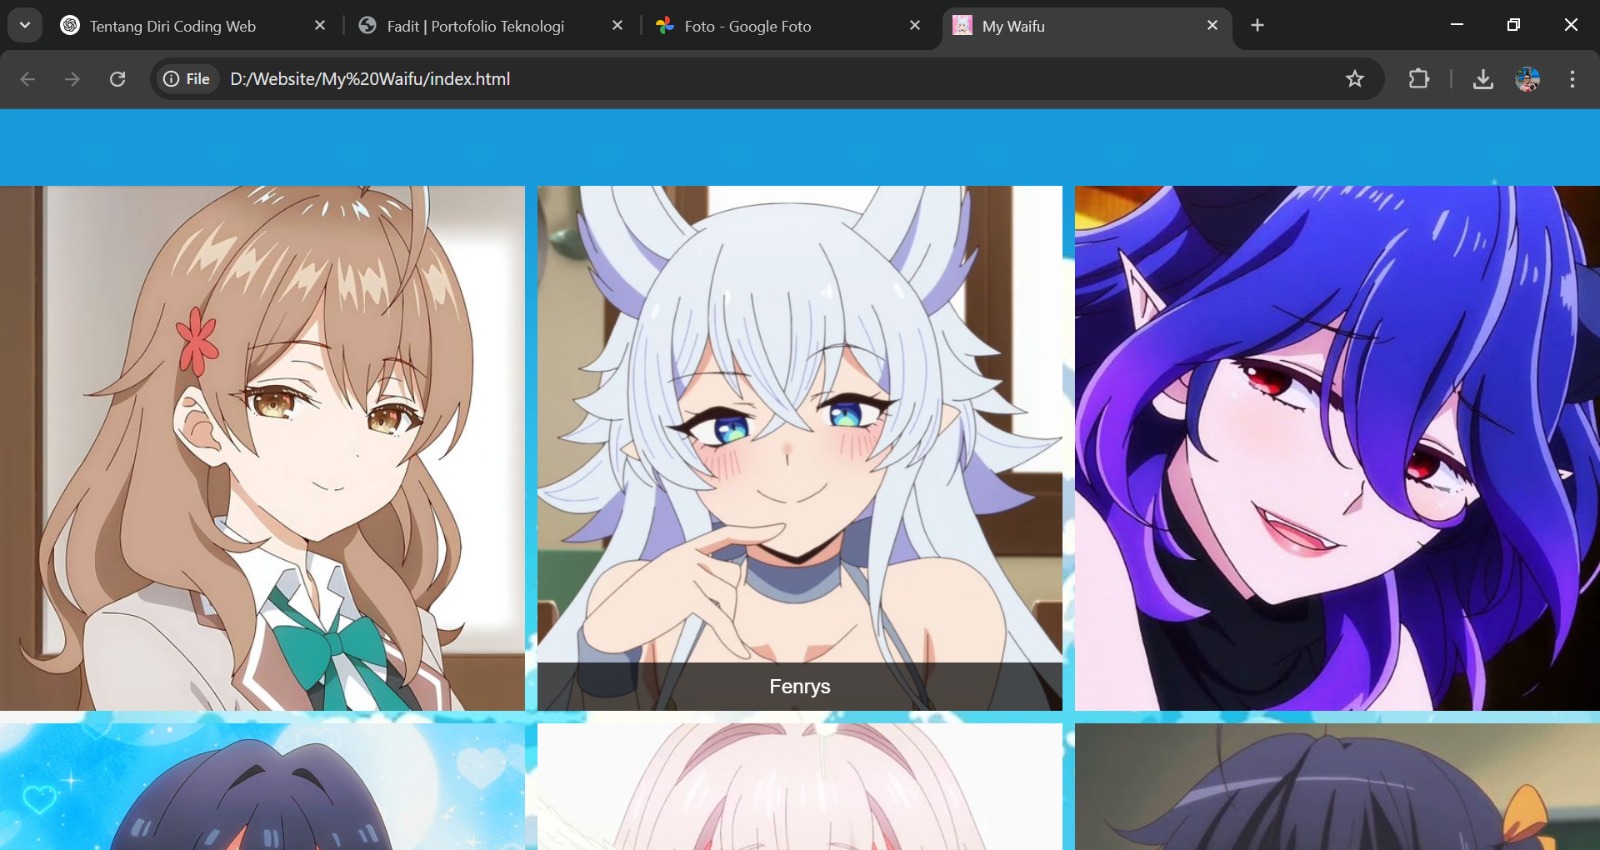 Tentang Diri Coding Web
Fadit | Portofolio Teknologi
Foto - Google Foto
My Waifu
File
D:/Website/My%20Waifu/index.html
Fenrys